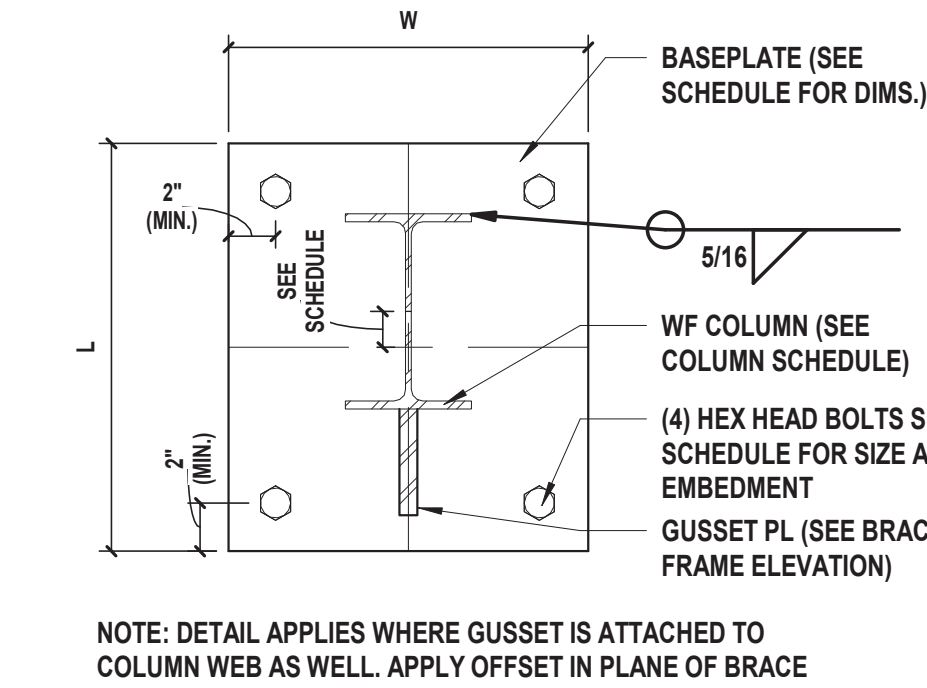 W
BASEPLATE (SEE
SCHEDULE FOR DIMS.)
2"
(MIN.)
SEE
SCHEDULE
5/16
L
WF COLUMN (SEE
COLUMN SCHEDULE)
2"
(MIN.)
(4) HEX HEAD BOLTS S
SCHEDULE FOR SIZE A
EMBEDMENT
GUSSET PL (SEE BRAC
FRAME ELEVATION)
NOTE: DETAIL APPLIES WHERE GUSSET IS ATTACHED TO
COLUMN WEB AS WELL. APPLY OFFSET IN PLANE OF BRACE